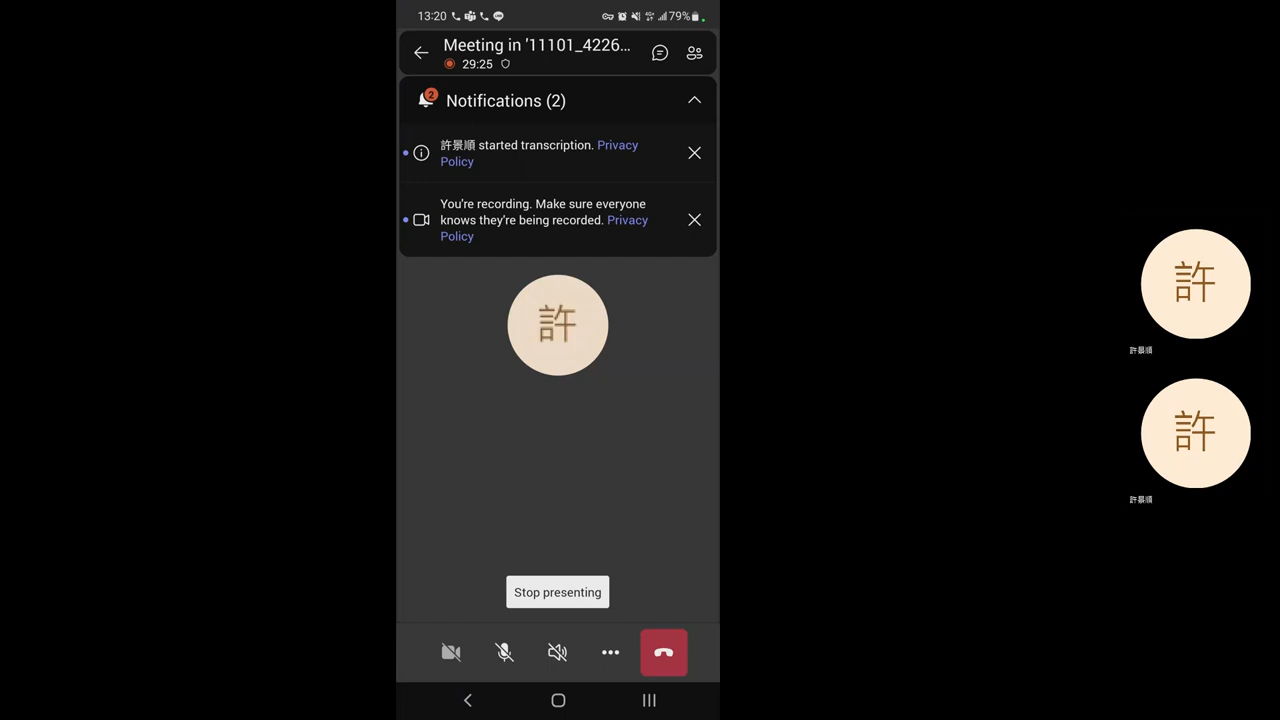 13:20
79%
Meeting in '11101_4226...
29:25
2
Notifications (2)
許景順 started transcription. Privacy
Policy
You're recording. Make sure everyone
knows they're being recorded. Privacy
Policy
許
Stop presenting
許
許景順
許
許景順